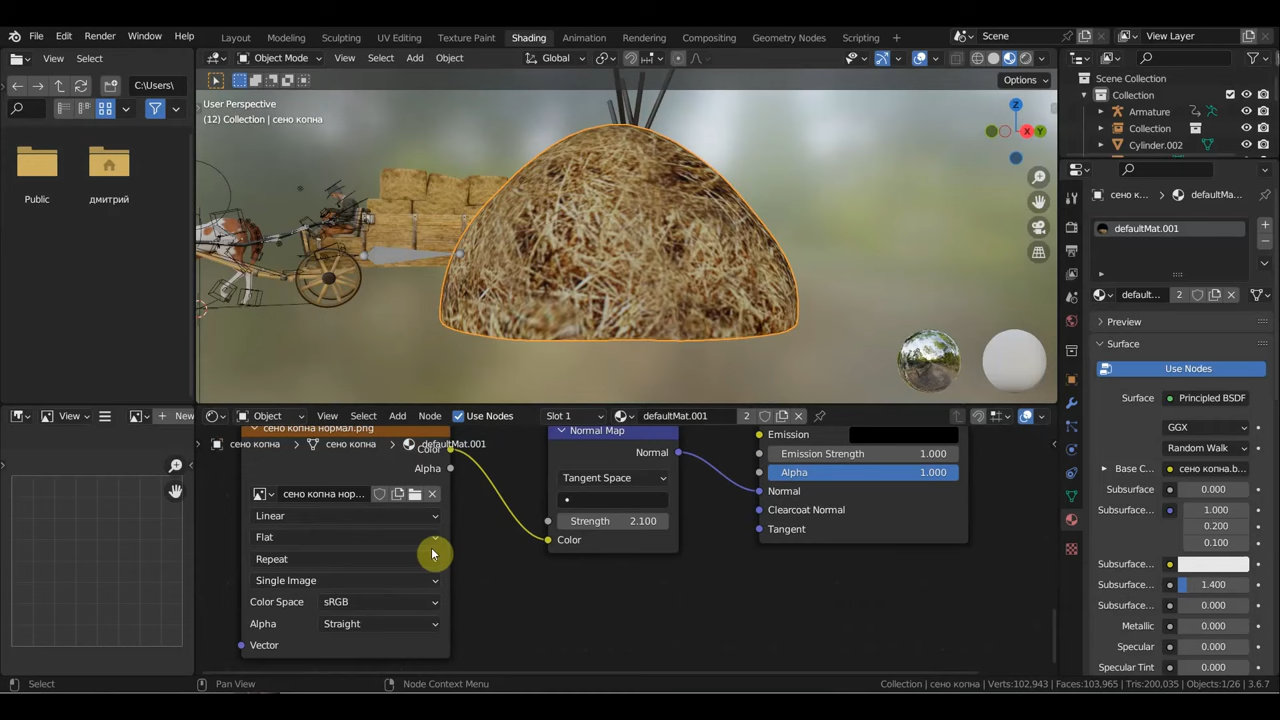 File Edit Render Window Help
Layout Modeling Sculpting UV Editing Texture Paint Shading Animation Rendering Compositing Geometry Nodes Scripting
Scene View Layer
View Select
Object Mode View Select Add Object Global
C:\Users\
Options
User Perspective
(12) Collection | сено копна
Z
X
Y
Public
дмитрий
Scene Collection
Collection
Armature
Collection
Cylinder.002
сено к... defaultMa...
defaultMat.001
default... 2
Preview
Surface
Use Nodes
Surface Principled BSDF
GGX
Random Walk
Base C... сено копна.b...
Subsurface 0.000
Subsurface... 1.000
0.200
0.100
Subsurface...
Subsurface... 1.400
Subsurface... 0.000
Subsurface... 0.000
Metallic 0.000
Specular 0.000
Specular Tint 0.000
View New
Object View Select Add Node Use Nodes Slot 1 defaultMat.001 2
сено копна нормал.png
сено копна сено копна defaultMat.001
Color
Alpha
сено копна нор...
Linear
Flat
Repeat
Single Image
Color Space sRGB
Alpha Straight
Vector
Normal Map
Normal
Tangent Space
Strength 2.100
Color
Emission
Emission Strength 1.000
Alpha 1.000
Normal
Clearcoat Normal
Tangent
Select Pan View Node Context Menu
Collection | сено копна | Verts:102,943 | Faces:103,965 | Tris:200,035 | Objects:1/26 | 3.6.7